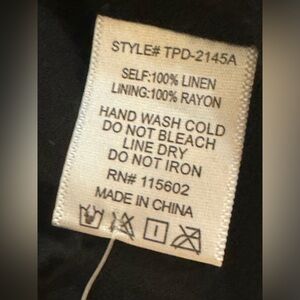 STYLE# TPD-2145A
SELF:100% LINEN
LINING:100% RAYON
HAND WASH COLD
DO NOT BLEACH
LINE DRY
DO NOT IRON
RN# 115602
MADE IN CHINA